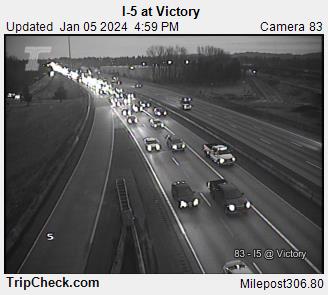 I-5 at Victory
Updated Jan 05 2024 4:59 PM Camera 83
T
S
83 - I5 @ Victory
TripCheck.com Milepost306.80